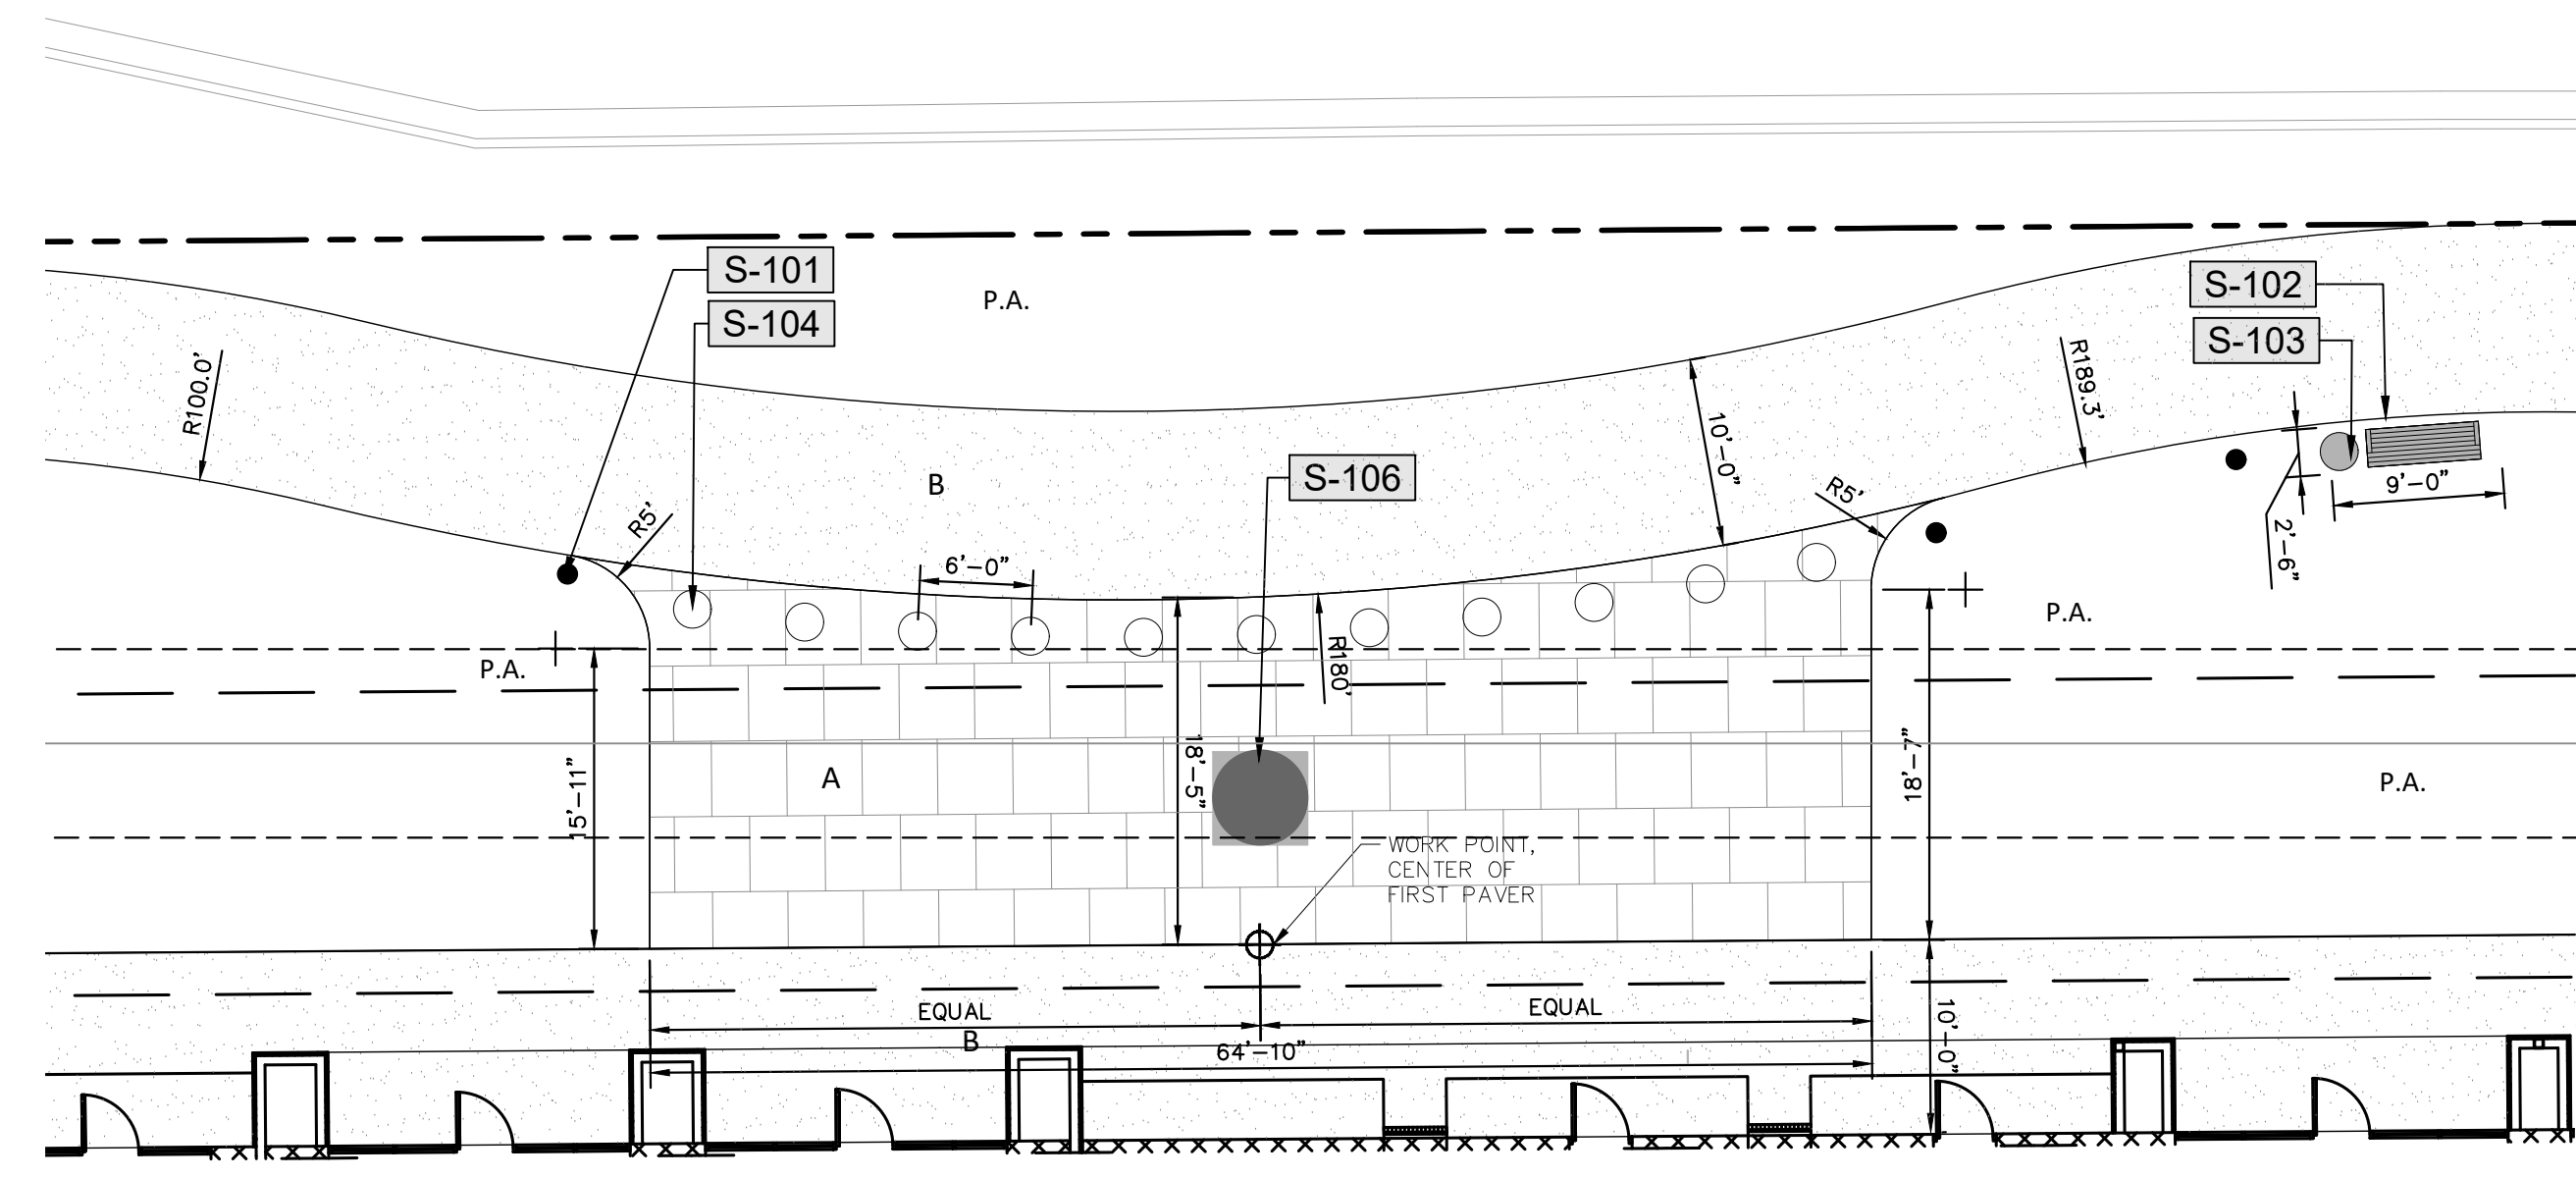 S-101
S-104
P.A.
S-102
S-103
R100.0'
R189.3'
10'-0"
B
S-106
R5'
R5'
9'-0"
2'-6"
6'-0"
P.A.
R180'
P.A.
18'-5"
18'-7"
15'-11"
A
P.A.
WORK POINT,
CENTER OF
FIRST PAVER
EQUAL
EQUAL
B
64'-10"
10'-0"